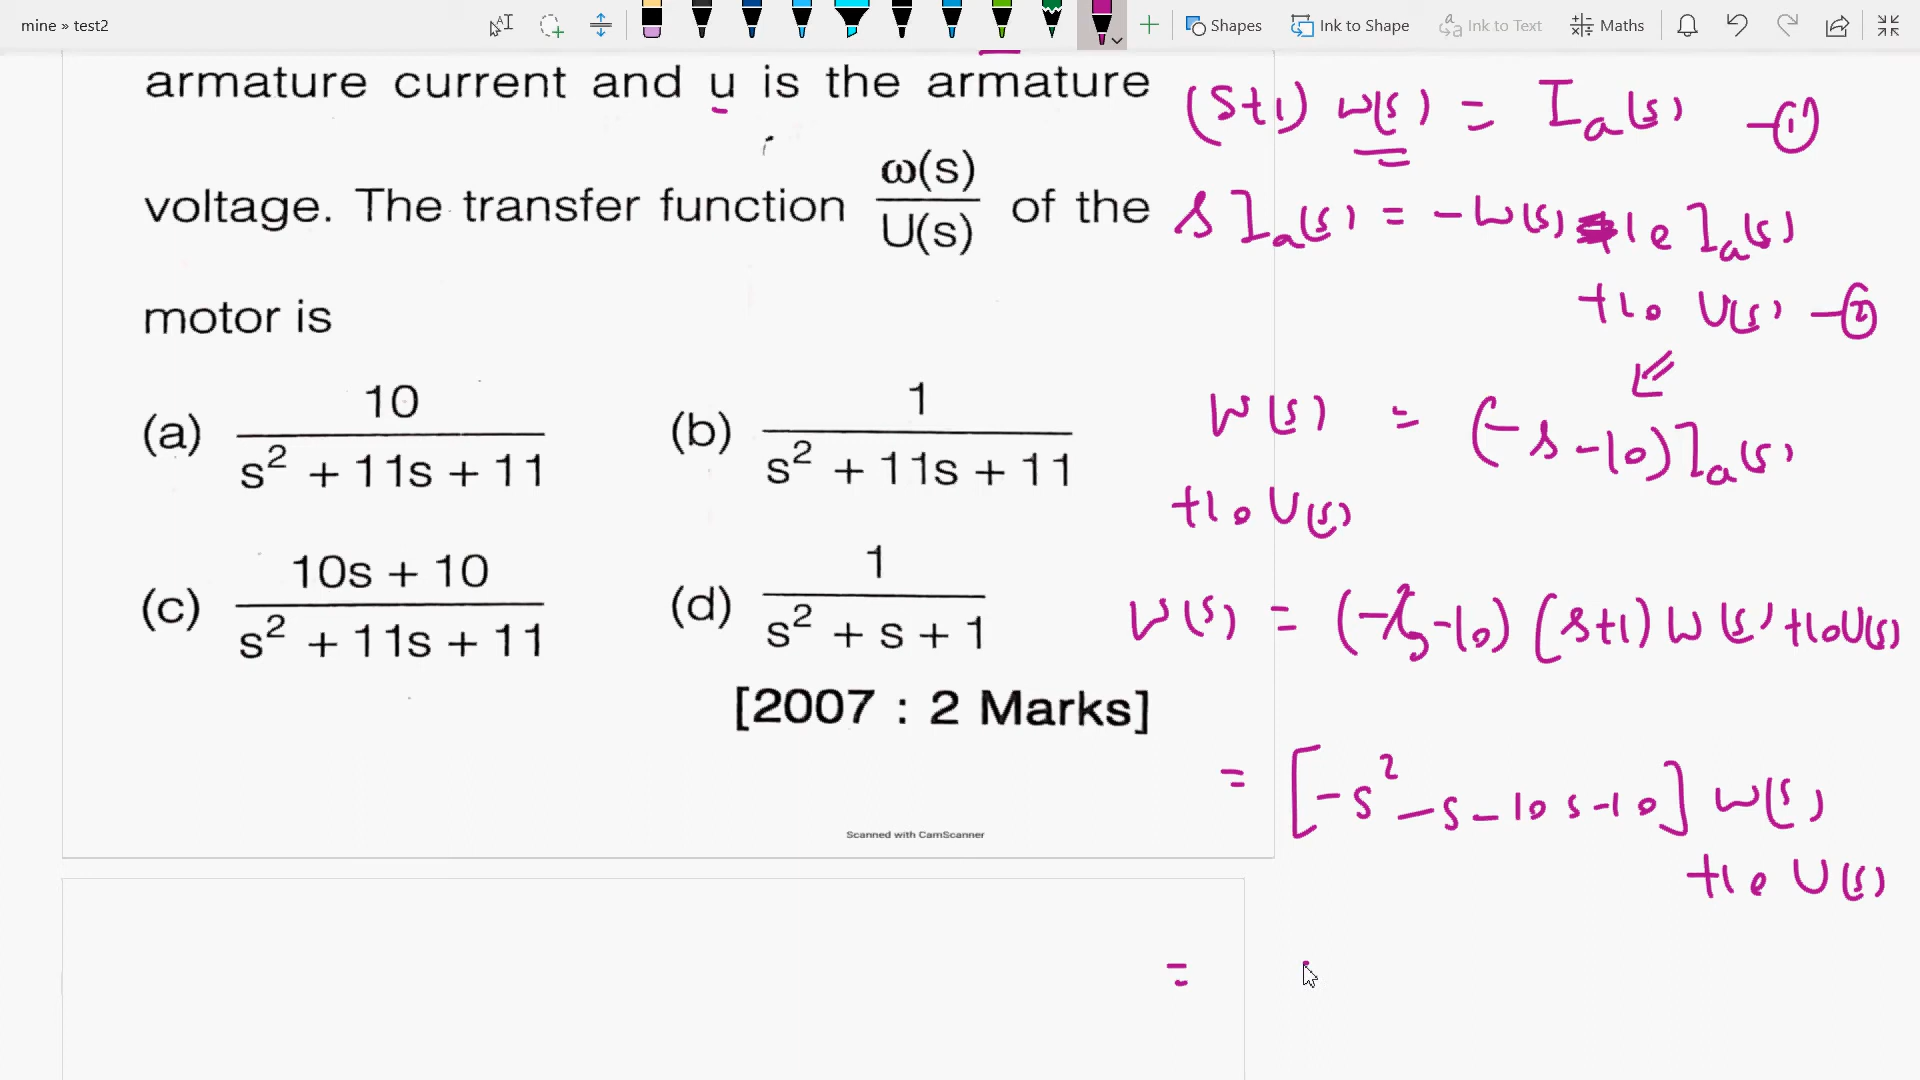 mine » test2
Shapes
Ink to Shape
Ink to Text
Maths
armature current and u is the armature
voltage. The transfer function ω(s)/U(s) of the
motor is
(a) 10/(s² + 11s + 11) (b) 1/(s² + 11s + 11)
(c) (10s + 10)/(s² + 11s + 11) (d) 1/(s² + s + 1)
[2007 : 2 Marks]
Scanned with CamScanner
(s+1) w(s) = Ia(s) —①
s Ia(s) = -w(s) -10 Ia(s)
+10 U(s) —②
w(s) = (-s-10) Ia(s)
+10 U(s)
w(s) = (-s-10) (s+1) w(s) +10U(s)
= [-s² -s -10s -10] w(s)
+10 U(s)
=